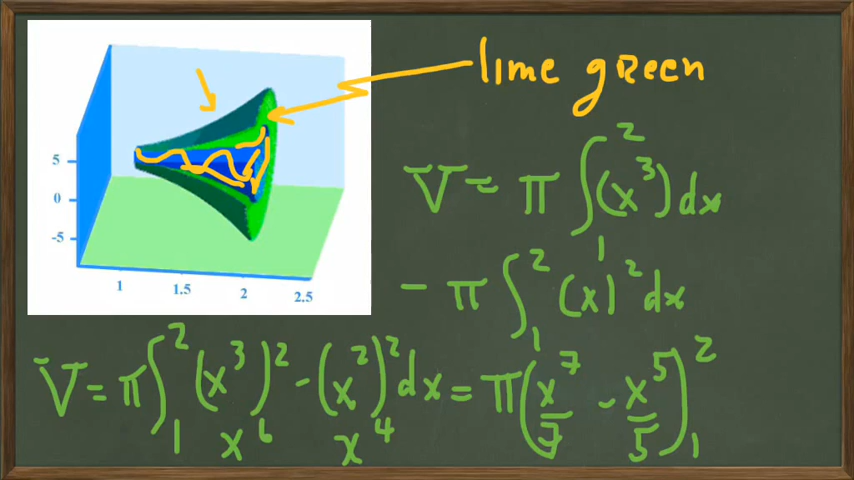 lime green
5
0
-5
1 1.5 2 2.5
V = π ∫₁² (x³) dx
- π ∫₁² (x)² dx
V = π ∫₁² (x³)² - (x²)² dx = π (x⁷/7 - x⁵/5)₁²
x⁶ x⁴